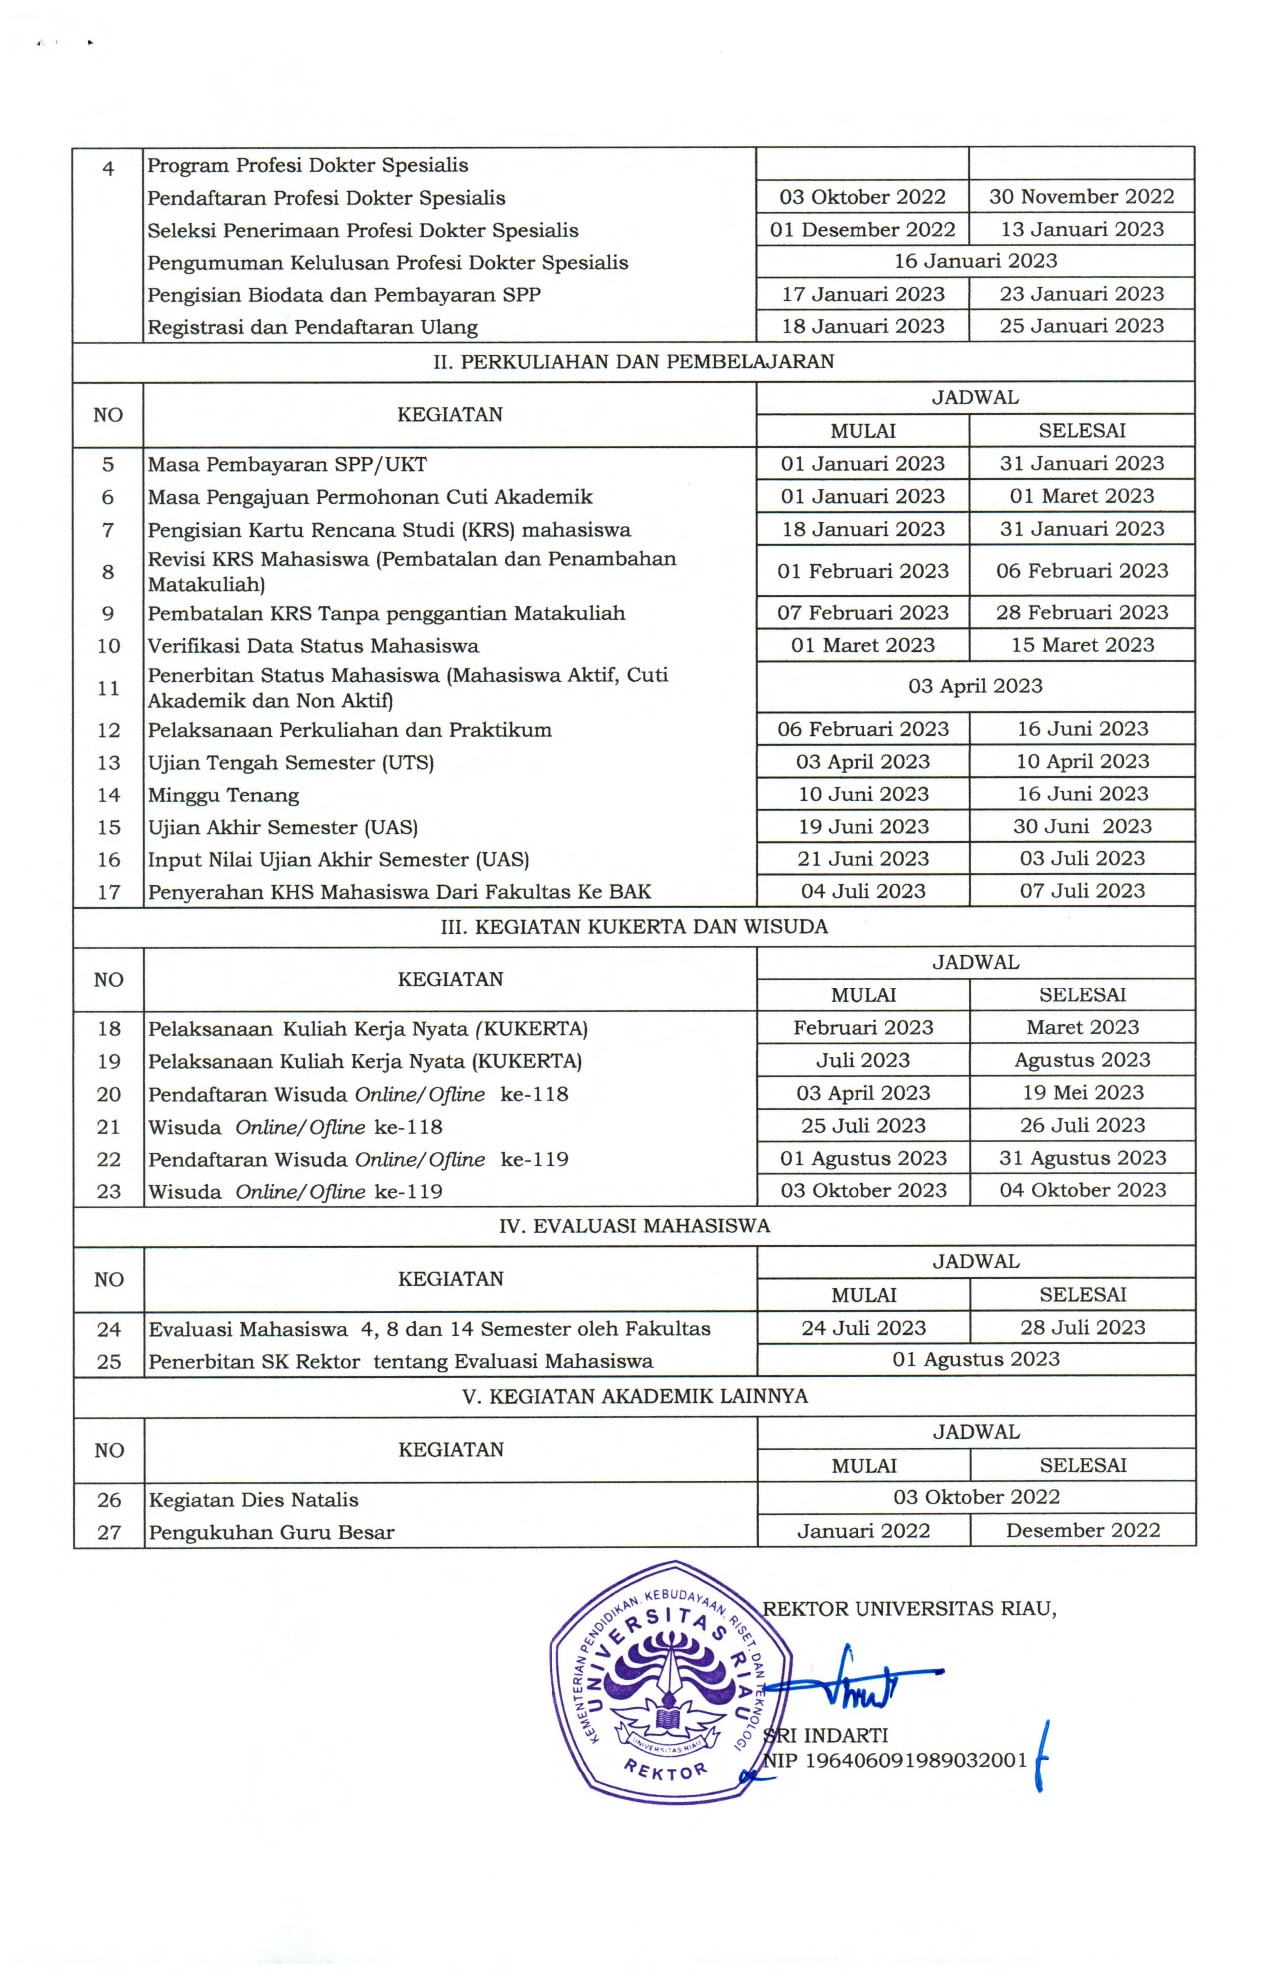 4 Program Profesi Dokter Spesialis
Pendaftaran Profesi Dokter Spesialis 03 Oktober 2022 30 November 2022
Seleksi Penerimaan Profesi Dokter Spesialis 01 Desember 2022 13 Januari 2023
Pengumuman Kelulusan Profesi Dokter Spesialis 16 Januari 2023
Pengisian Biodata dan Pembayaran SPP 17 Januari 2023 23 Januari 2023
Registrasi dan Pendaftaran Ulang 18 Januari 2023 25 Januari 2023
II. PERKULIAHAN DAN PEMBELAJARAN
NO KEGIATAN JADWAL
MULAI SELESAI
5 Masa Pembayaran SPP/UKT 01 Januari 2023 31 Januari 2023
6 Masa Pengajuan Permohonan Cuti Akademik 01 Januari 2023 01 Maret 2023
7 Pengisian Kartu Rencana Studi (KRS) mahasiswa 18 Januari 2023 31 Januari 2023
8 Revisi KRS Mahasiswa (Pembatalan dan Penambahan
Matakuliah) 01 Februari 2023 06 Februari 2023
9 Pembatalan KRS Tanpa penggantian Matakuliah 07 Februari 2023 28 Februari 2023
10 Verifikasi Data Status Mahasiswa 01 Maret 2023 15 Maret 2023
11 Penerbitan Status Mahasiswa (Mahasiswa Aktif, Cuti
Akademik dan Non Aktif) 03 April 2023
12 Pelaksanaan Perkuliahan dan Praktikum 06 Februari 2023 16 Juni 2023
13 Ujian Tengah Semester (UTS) 03 April 2023 10 April 2023
14 Minggu Tenang 10 Juni 2023 16 Juni 2023
15 Ujian Akhir Semester (UAS) 19 Juni 2023 30 Juni 2023
16 Input Nilai Ujian Akhir Semester (UAS) 21 Juni 2023 03 Juli 2023
17 Penyerahan KHS Mahasiswa Dari Fakultas Ke BAK 04 Juli 2023 07 Juli 2023
III. KEGIATAN KUKERTA DAN WISUDA
NO KEGIATAN JADWAL
MULAI SELESAI
18 Pelaksanaan Kuliah Kerja Nyata (KUKERTA) Februari 2023 Maret 2023
19 Pelaksanaan Kuliah Kerja Nyata (KUKERTA) Juli 2023 Agustus 2023
20 Pendaftaran Wisuda Online/Ofline ke-118 03 April 2023 19 Mei 2023
21 Wisuda Online/Ofline ke-118 25 Juli 2023 26 Juli 2023
22 Pendaftaran Wisuda Online/Ofline ke-119 01 Agustus 2023 31 Agustus 2023
23 Wisuda Online/Ofline ke-119 03 Oktober 2023 04 Oktober 2023
IV. EVALUASI MAHASISWA
NO KEGIATAN JADWAL
MULAI SELESAI
24 Evaluasi Mahasiswa 4, 8 dan 14 Semester oleh Fakultas 24 Juli 2023 28 Juli 2023
25 Penerbitan SK Rektor tentang Evaluasi Mahasiswa 01 Agustus 2023
V. KEGIATAN AKADEMIK LAINNYA
NO KEGIATAN JADWAL
MULAI SELESAI
26 Kegiatan Dies Natalis 03 Oktober 2022
27 Pengukuhan Guru Besar Januari 2022 Desember 2022
KEMENTERIAN PENDIDIKAN, KEBUDAYAAN, RISET, DAN TEKNOLOGI
UNIVERSITAS RIAU
UNIVERSITAS RIAU
REKTOR
REKTOR UNIVERSITAS RIAU,
SRI INDARTI
NIP 196406091989032001